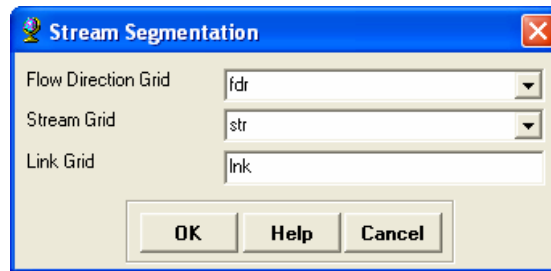 Stream Segmentation
Flow Direction Grid fdr
Stream Grid str
Link Grid lnk
OK Help Cancel